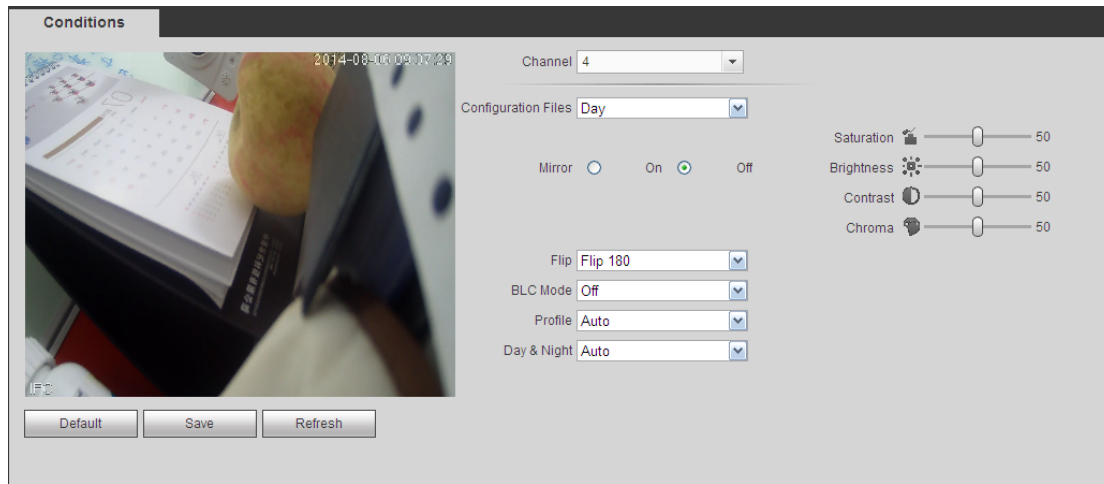 Conditions
2014-08-06 09:07:29
Channel 4
Configuration Files Day
Saturation 50
Mirror On Off
Brightness 50
Contrast 50
Chroma 50
Flip Flip 180
BLC Mode Off
Profile Auto
Day & Night Auto
IPC
Default Save Refresh